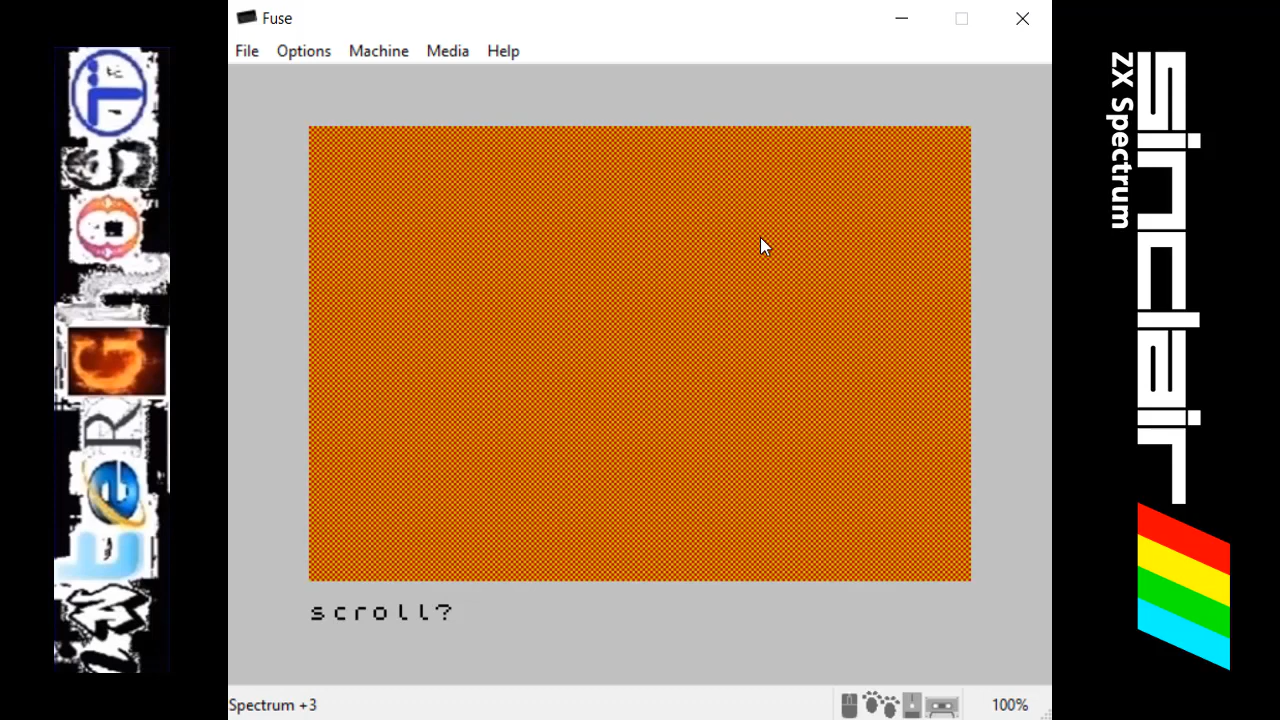 Fuse
File Options Machine Media Help
scroll?
Spectrum +3
100%
sinclair
ZX Spectrum